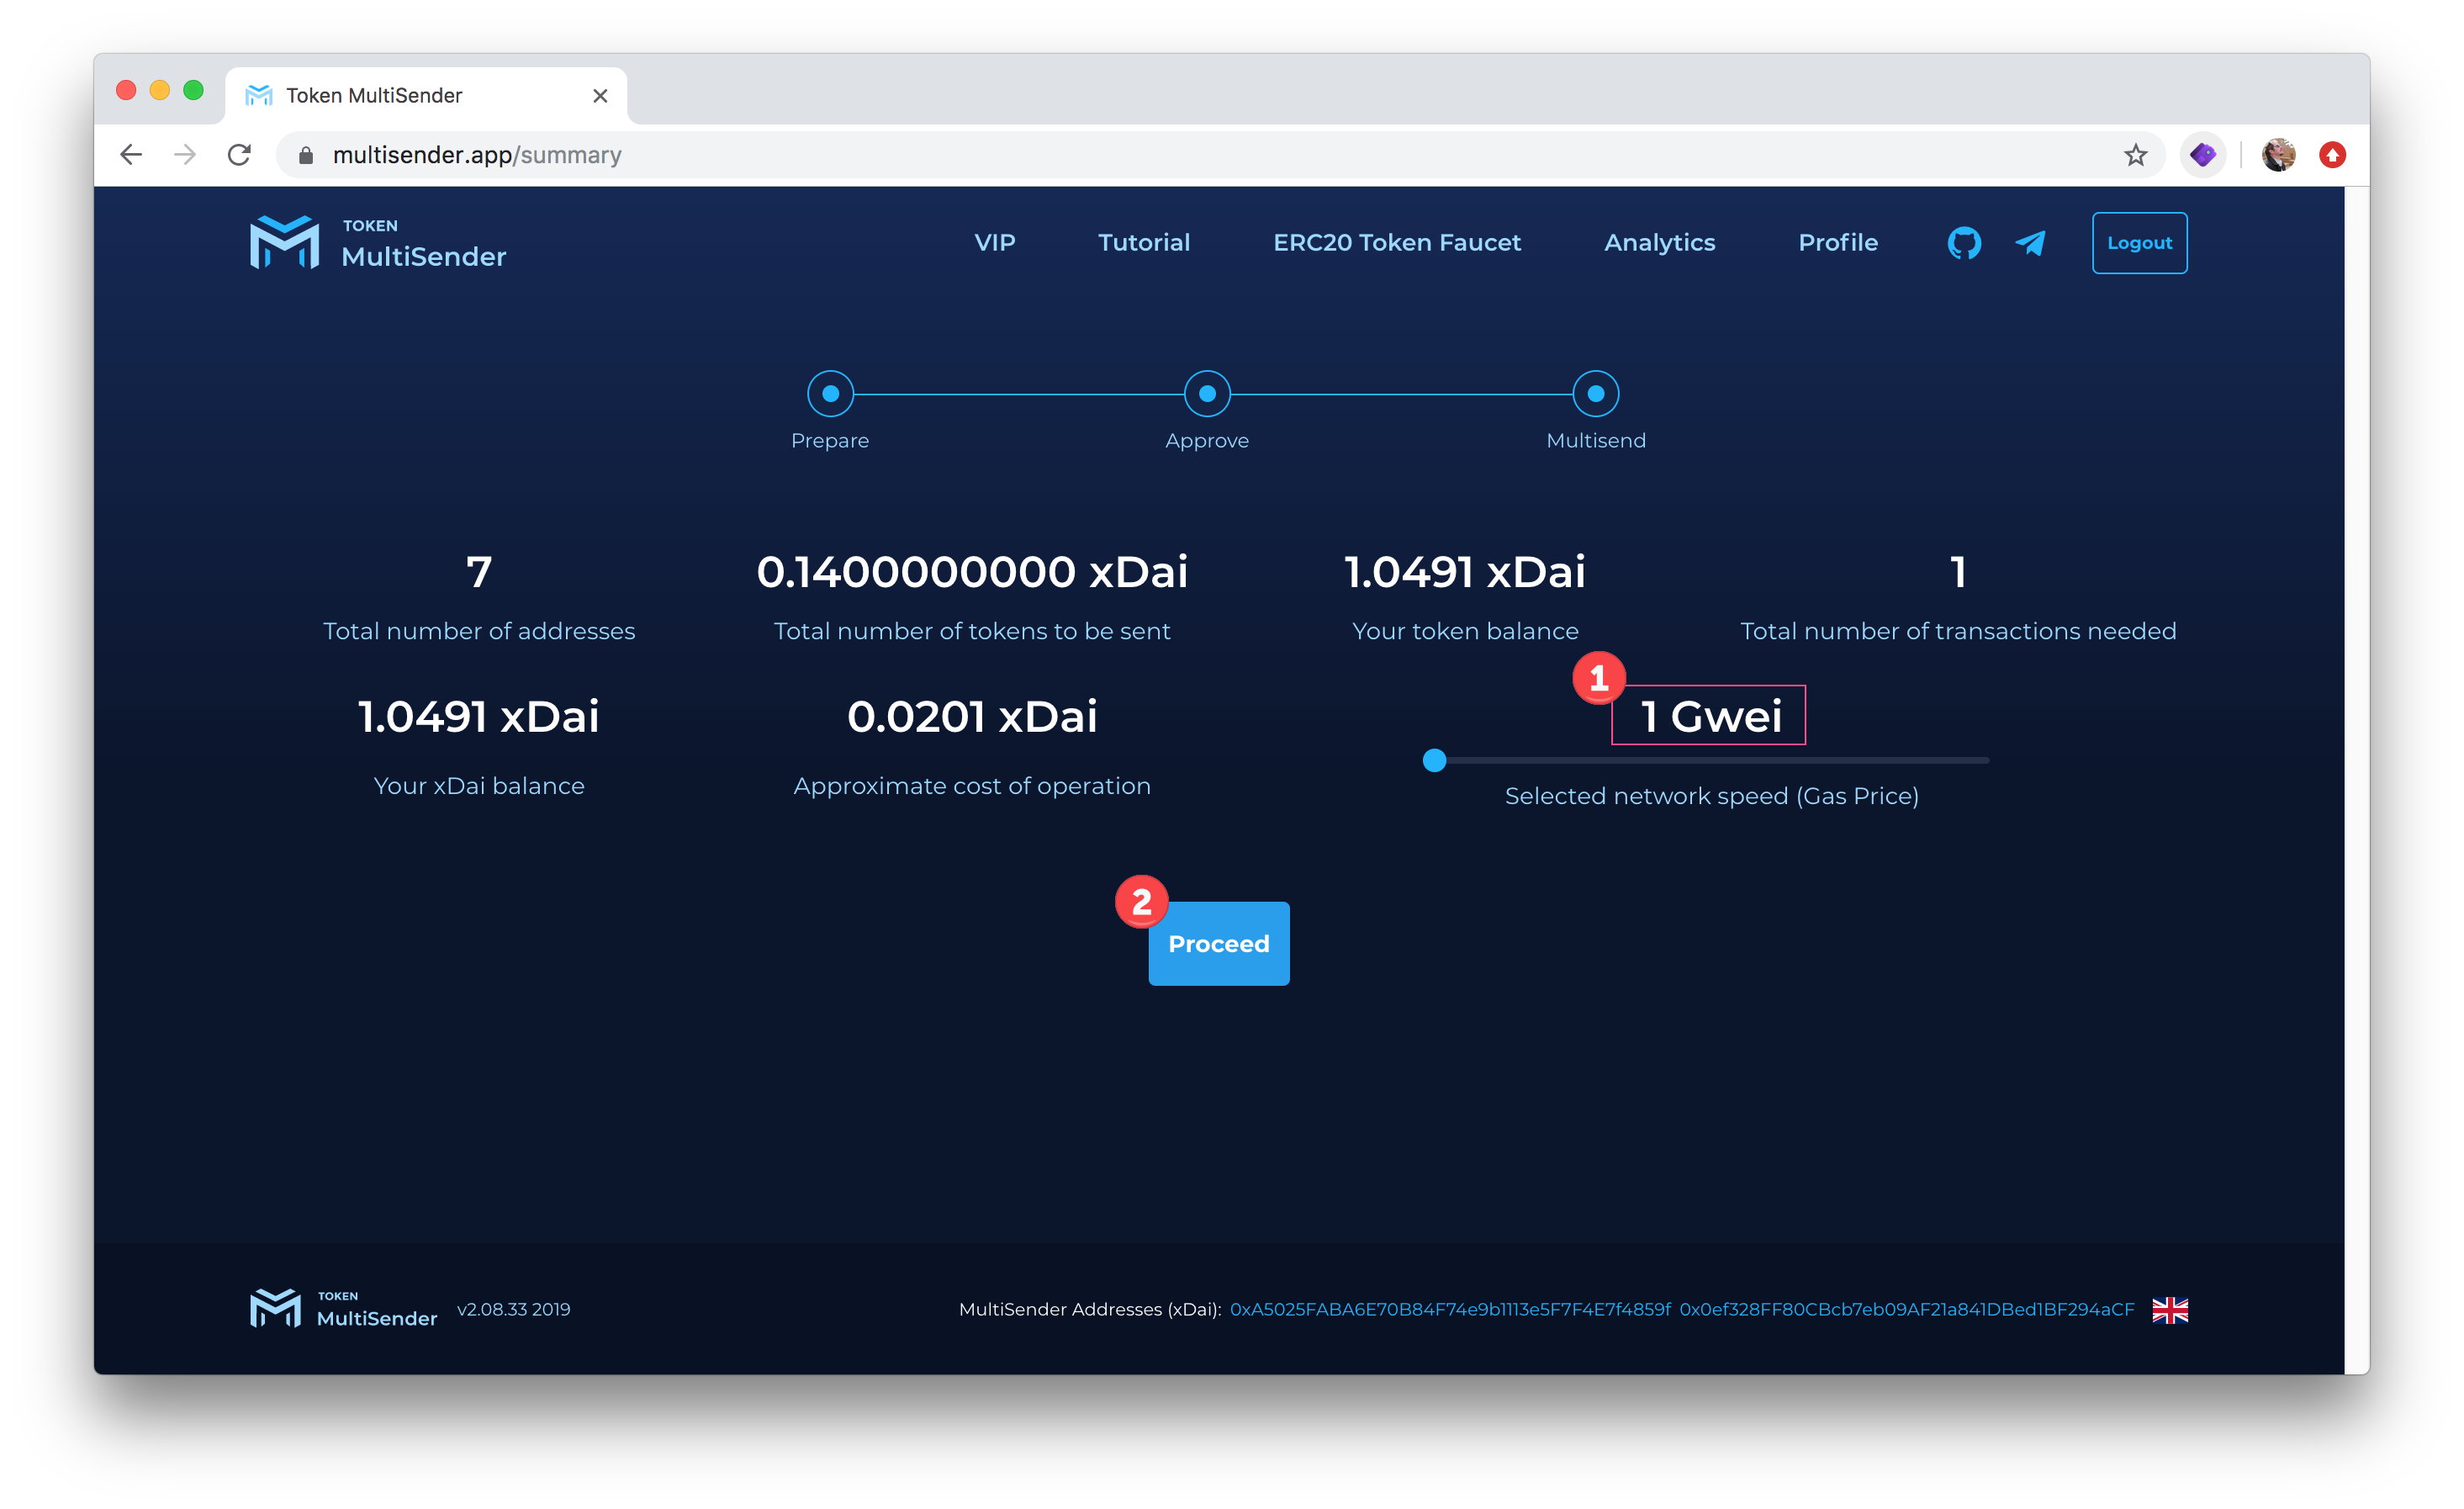 Token MultiSender
multisender.app/summary
TOKEN
MultiSender
VIP
Tutorial
ERC20 Token Faucet
Analytics
Profile
Logout
Prepare
Approve
Multisend
7
0.1400000000 xDai
1.0491 xDai
1
Total number of addresses
Total number of tokens to be sent
Your token balance
Total number of transactions needed
1
1.0491 xDai
0.0201 xDai
1 Gwei
Your xDai balance
Approximate cost of operation
Selected network speed (Gas Price)
2
Proceed
TOKEN
MultiSender
v2.08.33 2019
MultiSender Addresses (xDai): 0xA5025FABA6E70B84F74e9b1113e5F7F4E7f4859f 0x0ef328FF80CBcb7eb09AF21a841DBed1BF294aCF